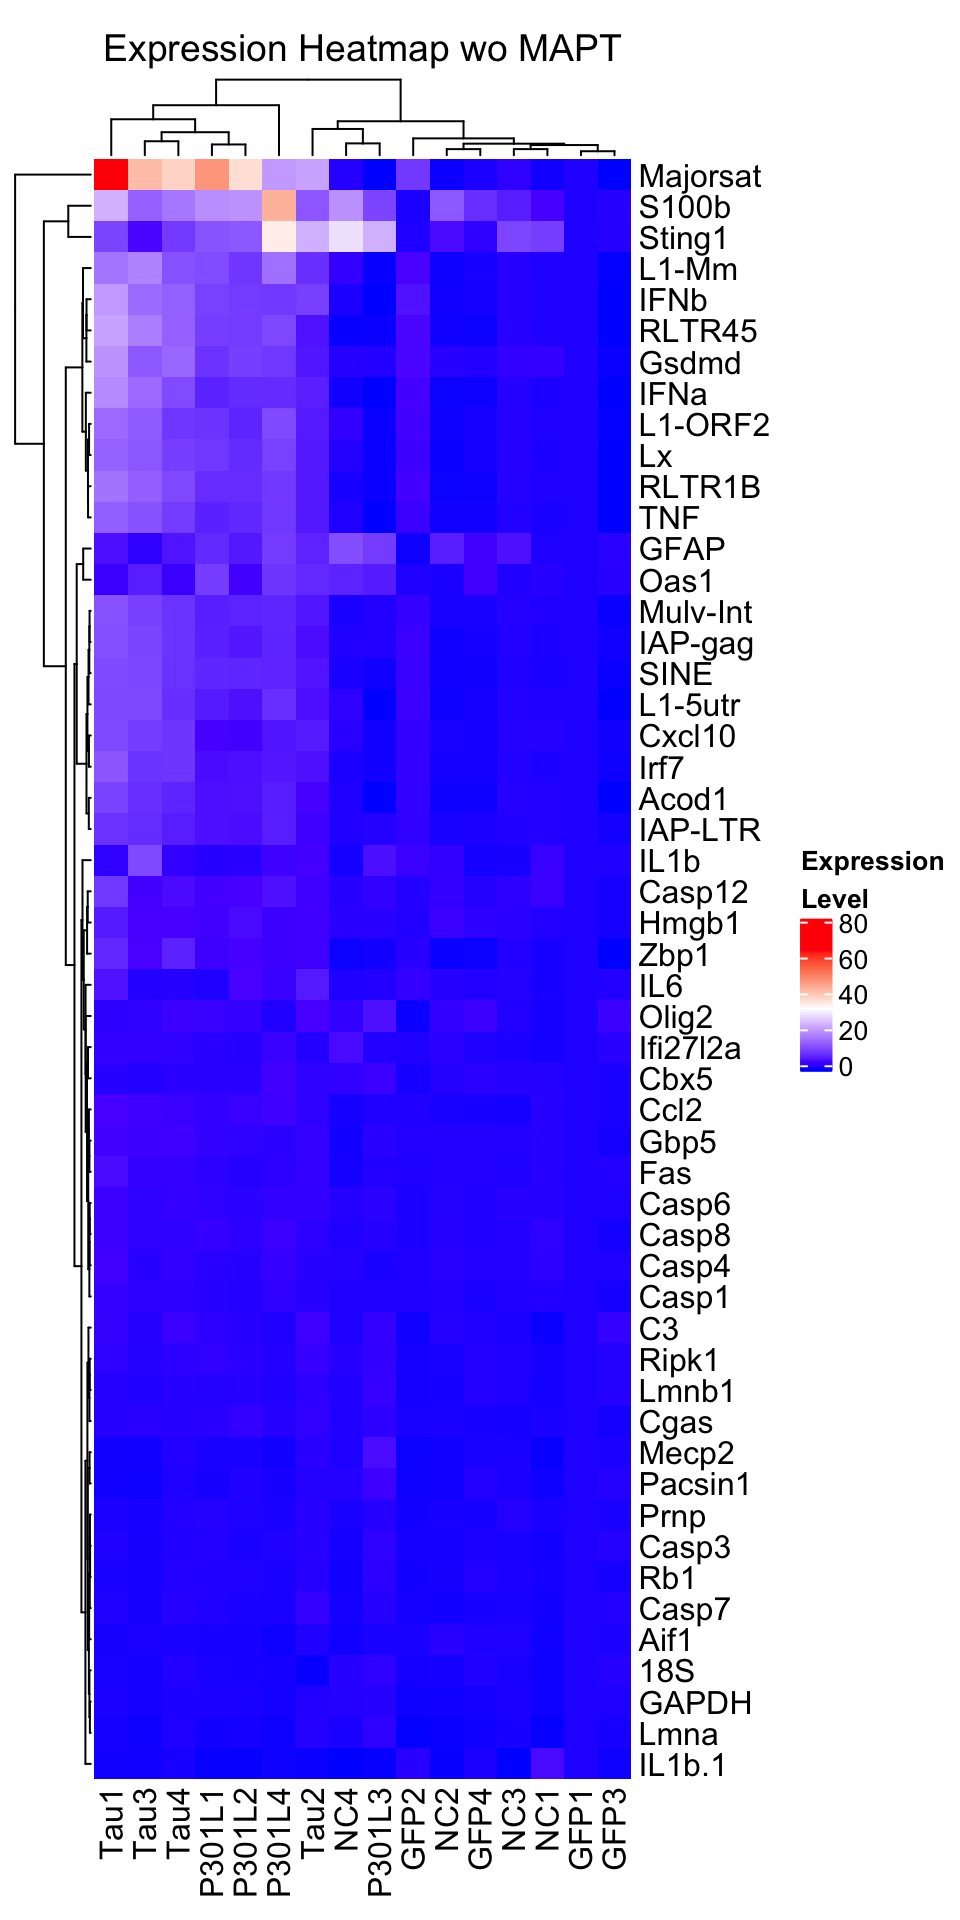 Expression Heatmap wo MAPT
Majorsat
S100b
Sting1
L1-Mm
IFNb
RLTR45
Gsdmd
IFNa
L1-ORF2
Lx
RLTR1B
TNF
GFAP
Oas1
Mulv-Int
IAP-gag
SINE
L1-5utr
Cxcl10
Irf7
Acod1
IAP-LTR
IL1b
Casp12
Hmgb1
Zbp1
IL6
Olig2
Ifi27l2a
Cbx5
Ccl2
Gbp5
Fas
Casp6
Casp8
Casp4
Casp1
C3
Ripk1
Lmnb1
Cgas
Mecp2
Pacsin1
Prnp
Casp3
Rb1
Casp7
Aif1
18S
GAPDH
Lmna
IL1b.1
Expression
Level
80
60
40
20
0
Tau1
Tau3
Tau4
P301L1
P301L2
P301L4
Tau2
NC4
P301L3
GFP2
NC2
GFP4
NC3
NC1
GFP1
GFP3